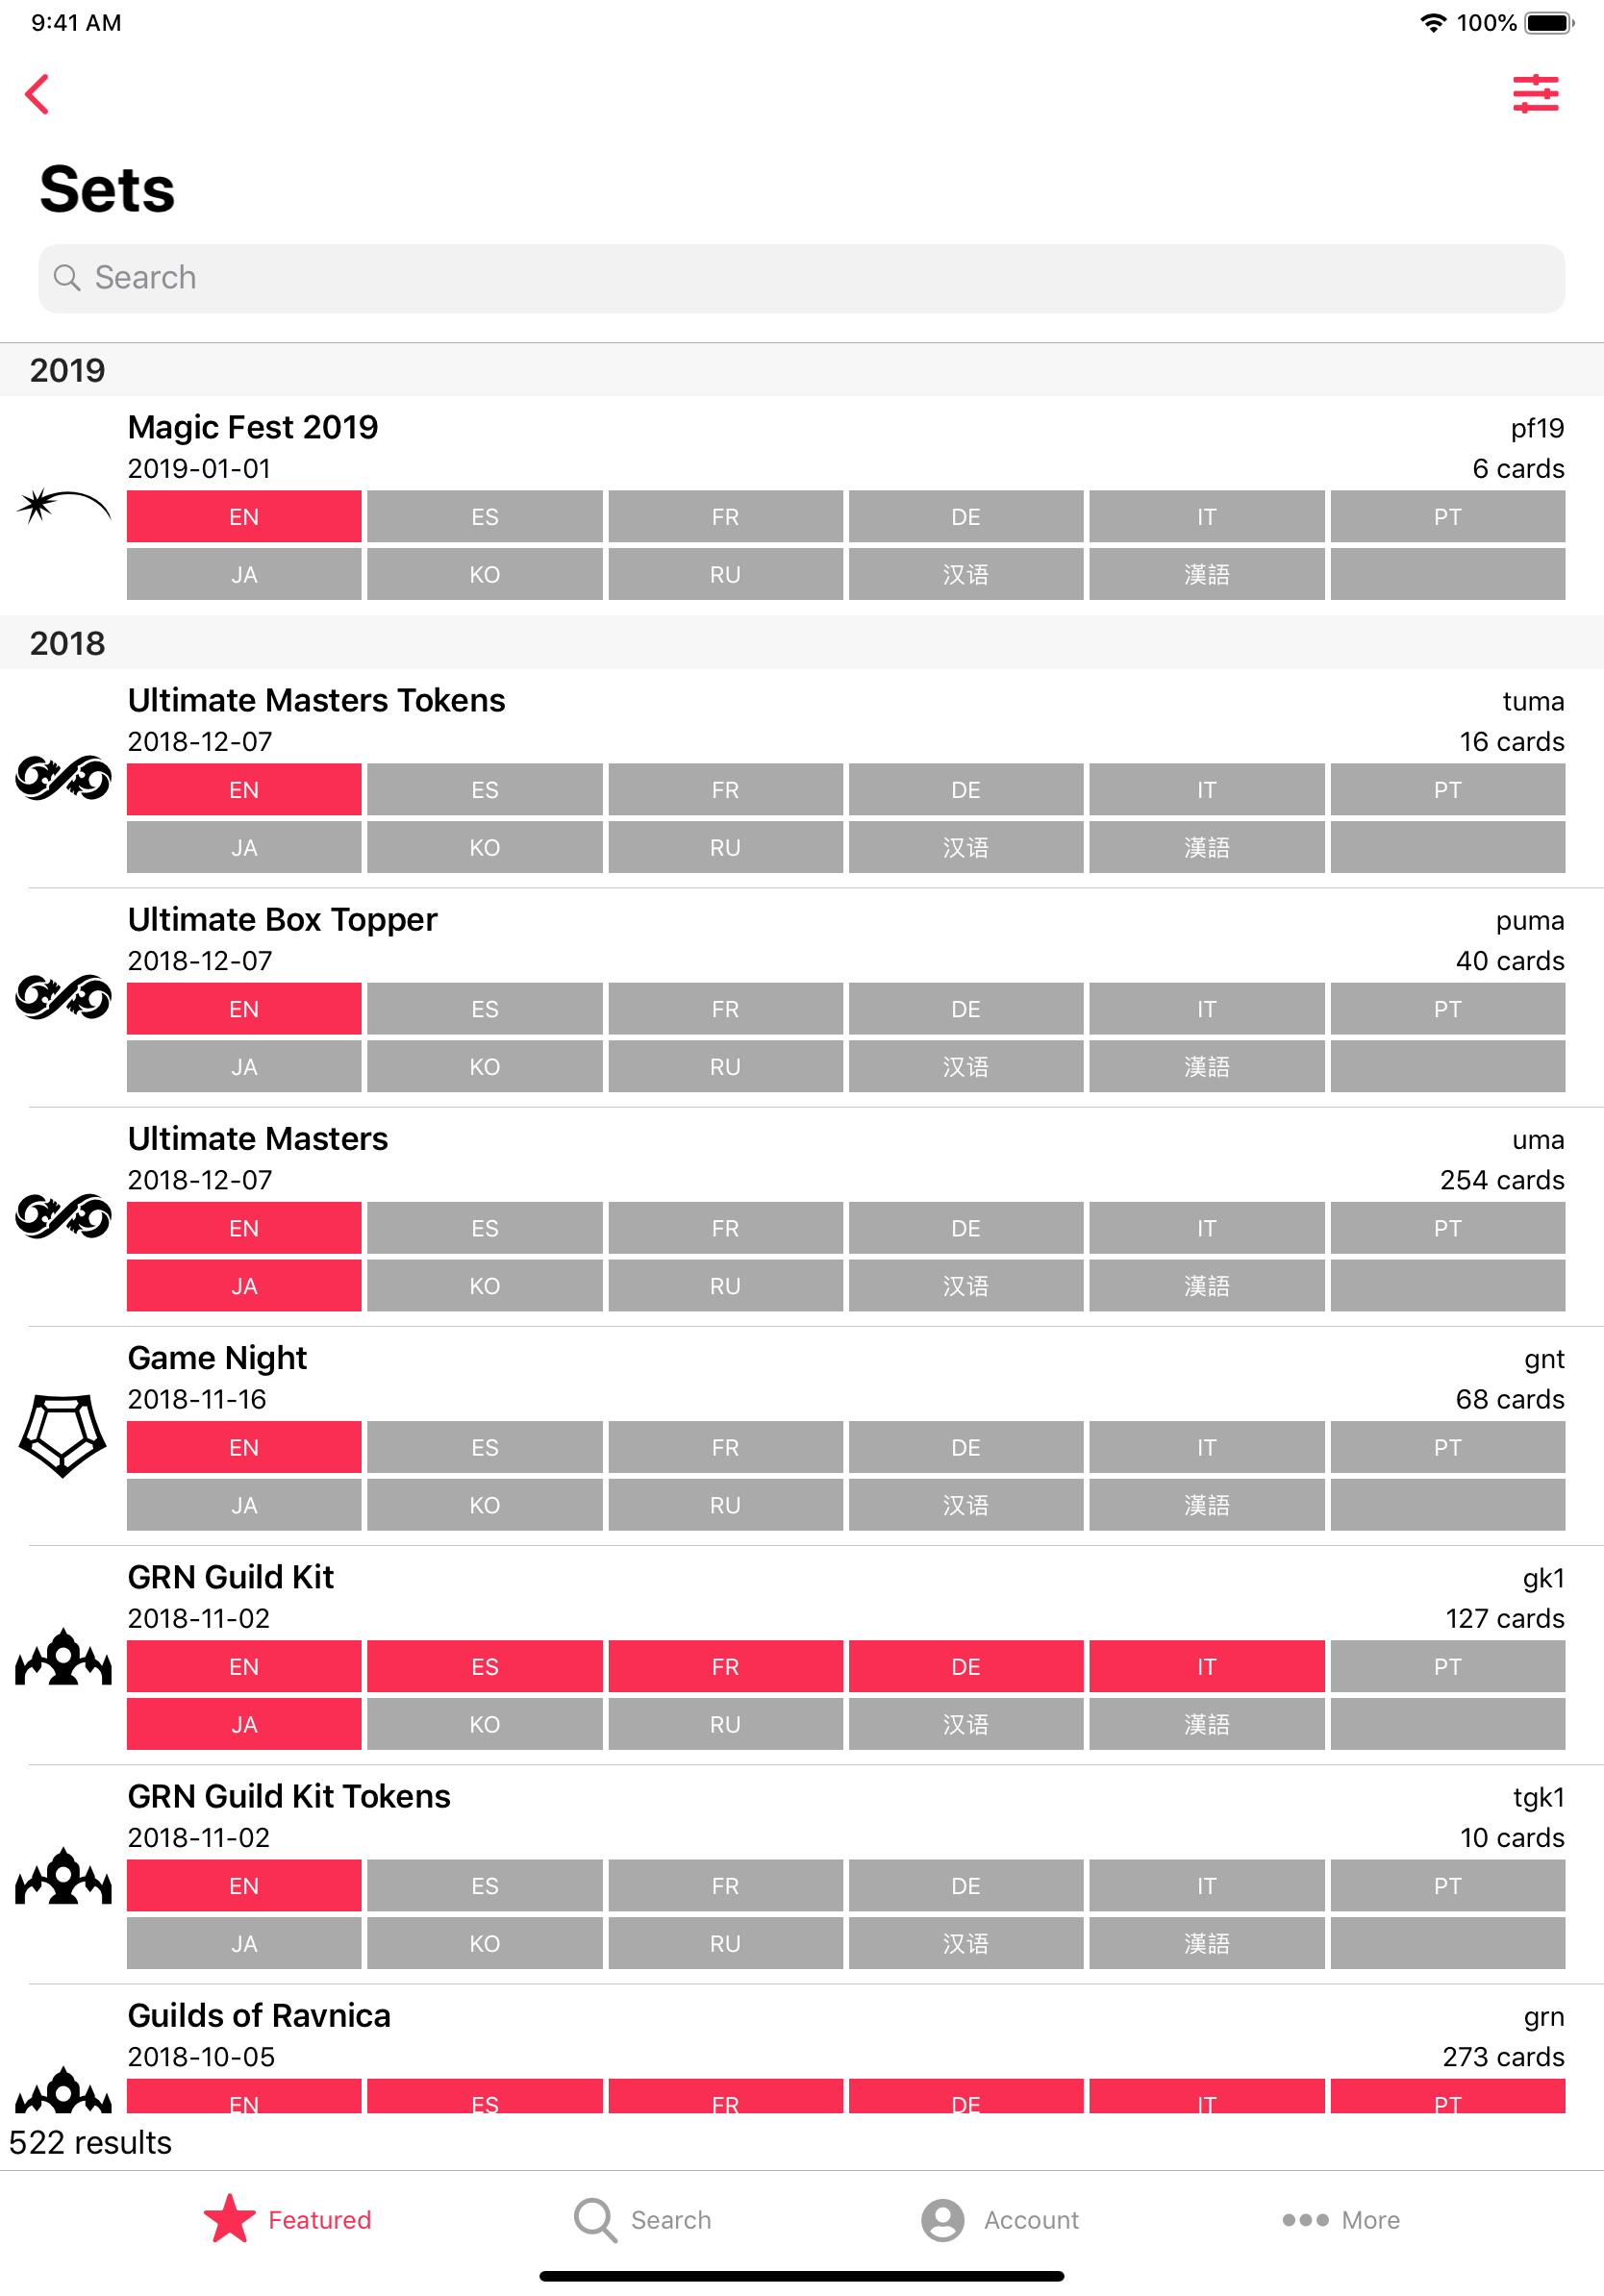 9:41 AM 100%
Sets
Search
2019
Magic Fest 2019 pf19
2019-01-01 6 cards
EN ES FR DE IT PT
JA KO RU 汉语 漢語
2018
Ultimate Masters Tokens tuma
2018-12-07 16 cards
EN ES FR DE IT PT
JA KO RU 汉语 漢語
Ultimate Box Topper puma
2018-12-07 40 cards
EN ES FR DE IT PT
JA KO RU 汉语 漢語
Ultimate Masters uma
2018-12-07 254 cards
EN ES FR DE IT PT
JA KO RU 汉语 漢語
Game Night gnt
2018-11-16 68 cards
EN ES FR DE IT PT
JA KO RU 汉语 漢語
GRN Guild Kit gk1
2018-11-02 127 cards
EN ES FR DE IT PT
JA KO RU 汉语 漢語
GRN Guild Kit Tokens tgk1
2018-11-02 10 cards
EN ES FR DE IT PT
JA KO RU 汉语 漢語
Guilds of Ravnica grn
2018-10-05 273 cards
EN ES FR DE IT PT
522 results
Featured Search Account More